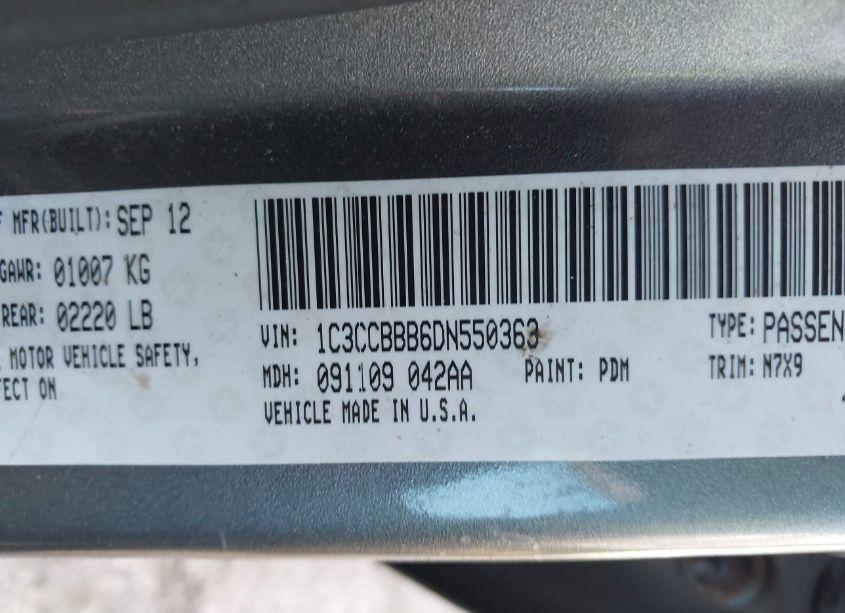 MFR(BUILT): SEP 12
GAWR: 01007 KG
REAR: 02220 LB
MOTOR VEHICLE SAFETY,
FECT ON
VIN: 1C3CCBBB6DN550363
MDH: 091109 042AA
PAINT: PDM
VEHICLE MADE IN U.S.A.
TYPE: PASSEN
TRIM: N7X9